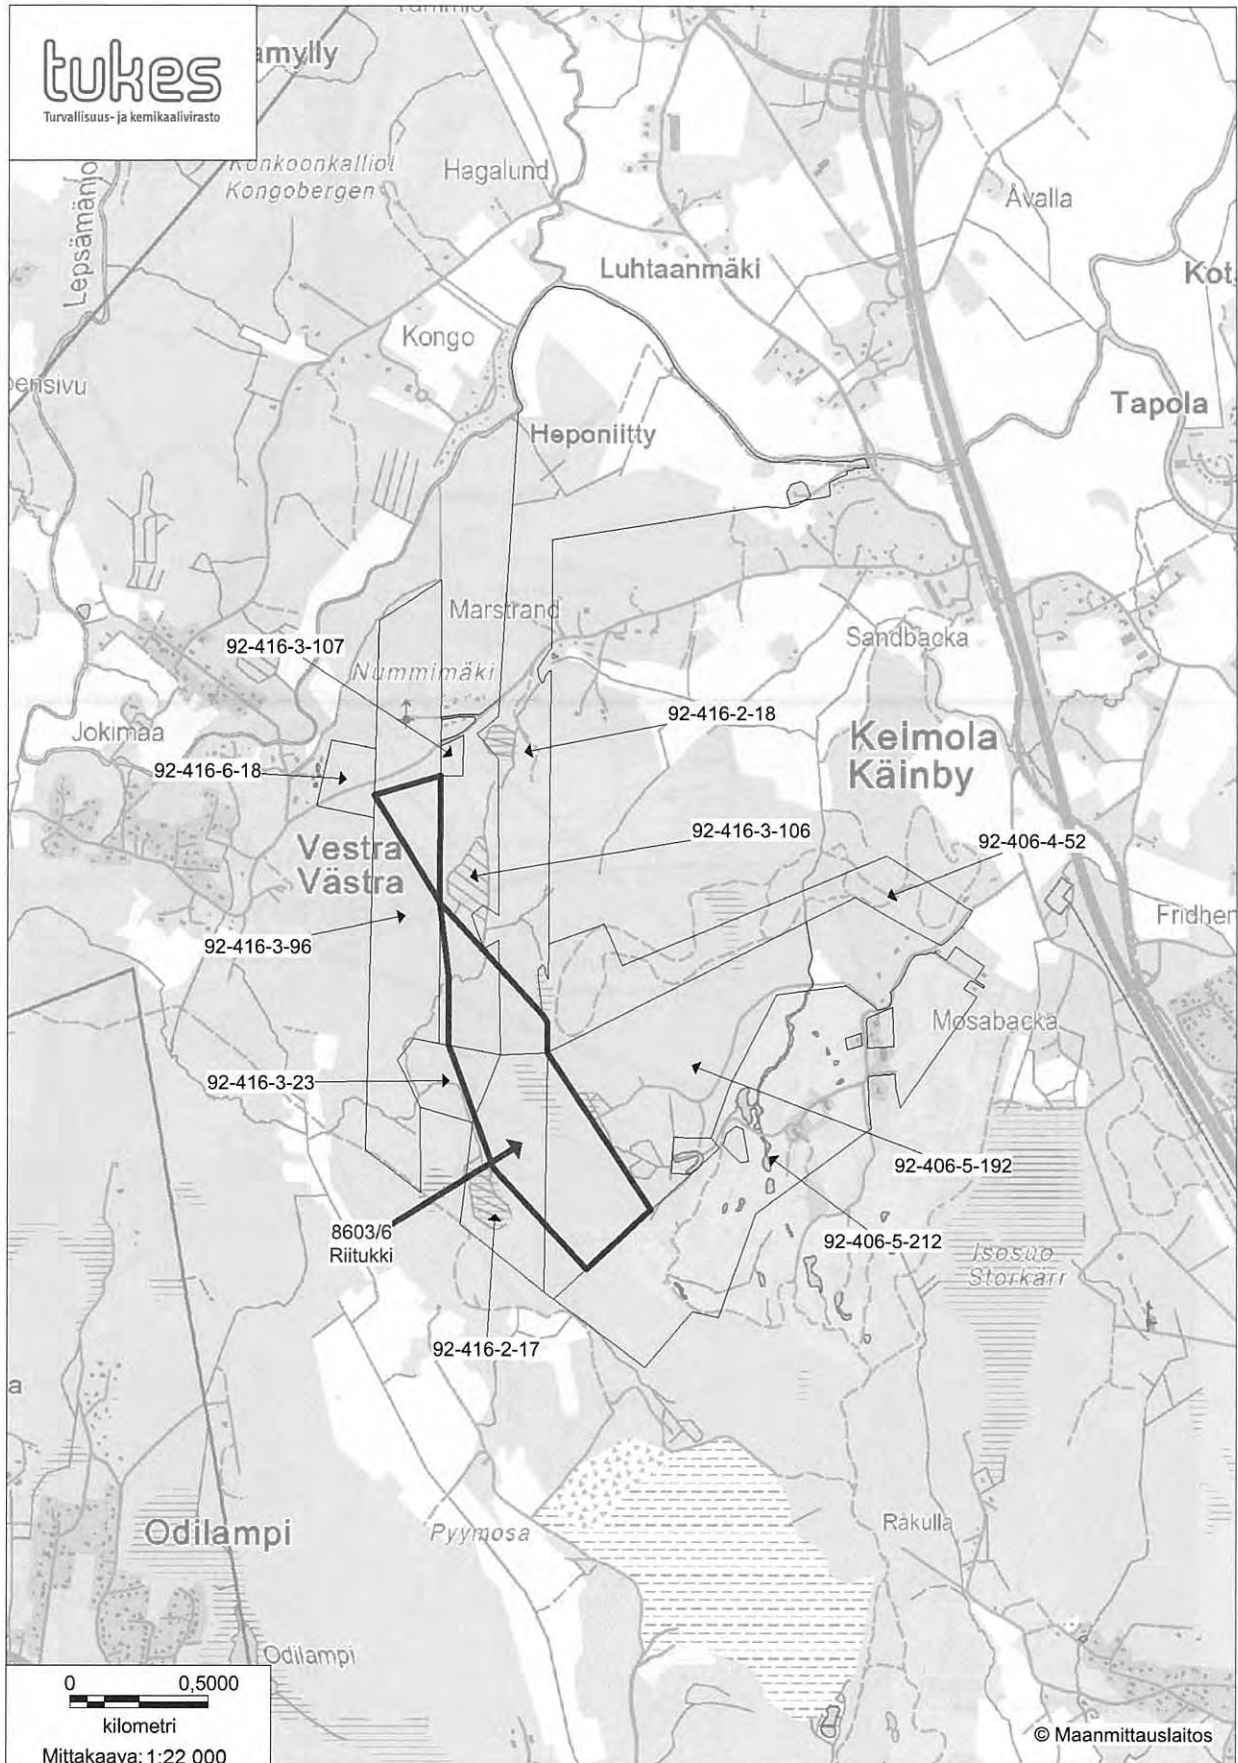 tukes
Turvallisuus- ja kemikaalivirasto
amylly
Kongobergen
Hagalund
Åvalla
Lepsämänjo
Luhtaanmäki
Kot
Kongo
ensivu
Tapola
Heponiitty
Marstrand
92-416-3-107
Sandbacka
Nummimäki
92-416-2-18
Jokimaa
Keimola
Käinby
92-416-6-18
92-416-3-106
92-406-4-52
Vestra
Västra
Fridhen
92-416-3-96
Mosabacka
92-416-3-23
92-406-5-192
8603/6
Riitukki
92-406-5-212
Isosuo
Storkärr
92-416-2-17
a
Odilampi
Pyymosa
Råkulla
Odilampi
0 0,5000
kilometri
Mittakaava: 1:22 000
© Maanmittauslaitos